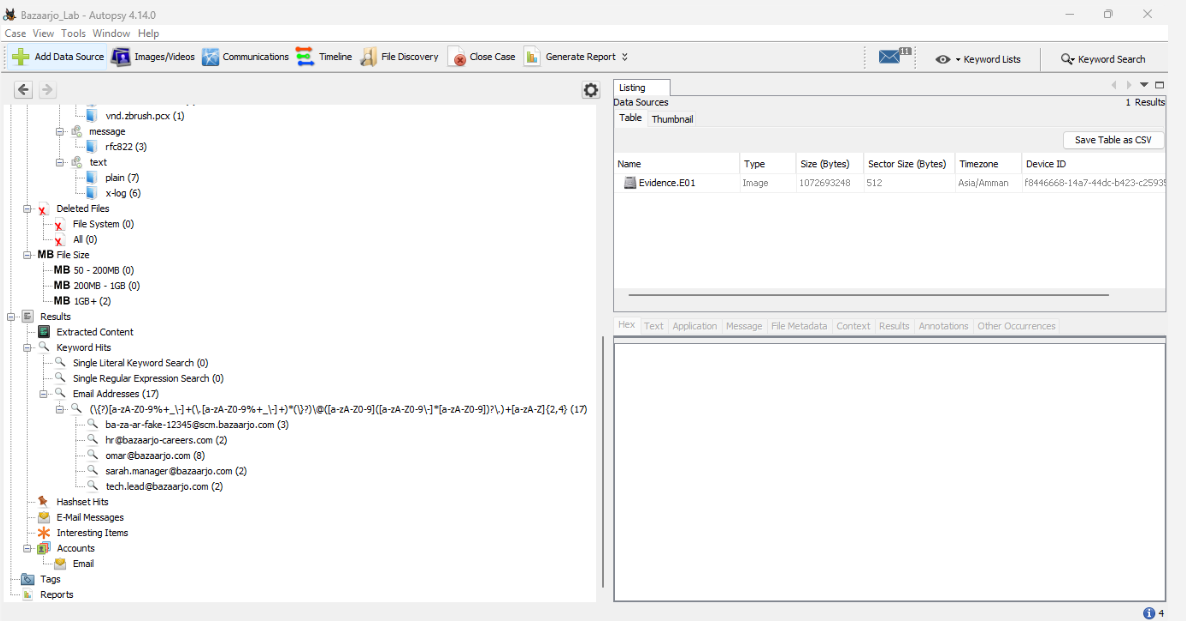 Bazaarjo_Lab - Autopsy 4.14.0
Case View Tools Window Help
Add Data Source Images/Videos Communications Timeline File Discovery Close Case Generate Report 11 Keyword Lists Keyword Search
vnd.zbrush.pcx (1)
message
rfc822 (3)
text
plain (7)
x-log (6)
Deleted Files
File System (0)
All (0)
MB File Size
MB 50 - 200MB (0)
MB 200MB - 1GB (0)
MB 1GB+ (2)
Results
Extracted Content
Keyword Hits
Single Literal Keyword Search (0)
Single Regular Expression Search (0)
Email Addresses (17)
(\{?)[a-zA-Z0-9%+_\-]+(\.[a-zA-Z0-9%+_\-]+)*(\}?)\@([a-zA-Z0-9]([a-zA-Z0-9\-]*[a-zA-Z0-9])?\.)+[a-zA-Z]{2,4} (17)
ba-za-ar-fake-12345@scm.bazaarjo.com (3)
hr@bazaarjo-careers.com (2)
omar@bazaarjo.com (8)
sarah.manager@bazaarjo.com (2)
tech.lead@bazaarjo.com (2)
Hashset Hits
E-Mail Messages
Interesting Items
Accounts
Email
Tags
Reports
Listing
Data Sources 1 Results
Table Thumbnail
Save Table as CSV
Name Type Size (Bytes) Sector Size (Bytes) Timezone Device ID
Evidence.E01 Image 1072693248 512 Asia/Amman f8446668-14a7-44dc-b423-c2593
Hex Text Application Message File Metadata Context Results Annotations Other Occurrences
4